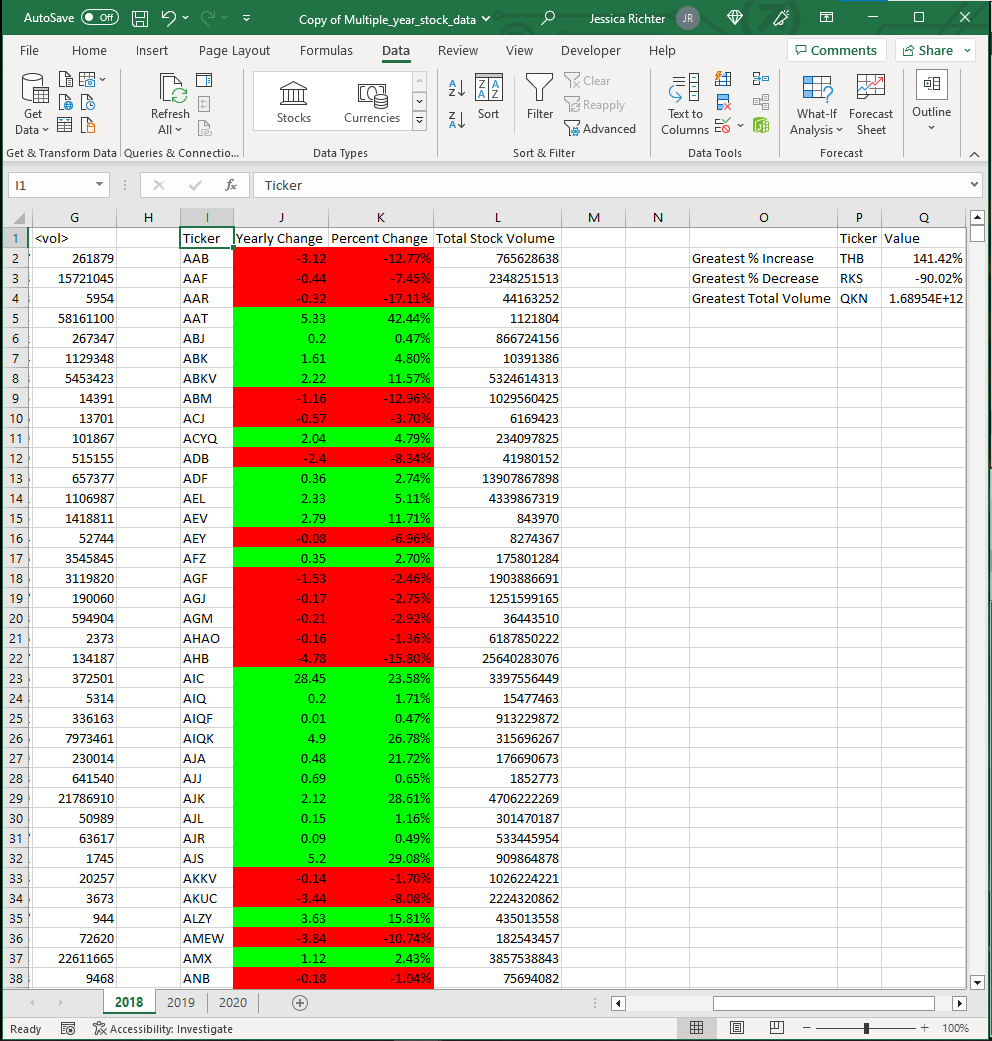 AutoSave Off Copy of Multiple_year_stock_data Jessica Richter JR
File Home Insert Page Layout Formulas Data Review View Developer Help Comments Share
Get Data Refresh All Stocks Currencies Sort Filter Clear Reapply Advanced Text to Columns What-If Analysis Forecast Sheet Outline
Get & Transform Data Queries & Connectio... Data Types Sort & Filter Data Tools Forecast
I1 fx Ticker
G H I J K L M N O P Q
1 <vol> Ticker Yearly Change Percent Change Total Stock Volume Ticker Value
2 261879 AAB -3.12 -12.77% 765628638 Greatest % Increase THB 141.42%
3 15721045 AAF -0.44 -7.45% 2348251513 Greatest % Decrease RKS -90.02%
4 5954 AAR -0.32 -17.11% 44163252 Greatest Total Volume QKN 1.68954E+12
5 58161100 AAT 5.33 42.44% 1121804
6 267347 ABJ 0.2 0.47% 866724156
7 1129348 ABK 1.61 4.80% 10391386
8 5453423 ABKV 2.22 11.57% 5324614313
9 14391 ABM -1.16 -12.96% 1029560425
10 13701 ACJ -0.57 -3.70% 6169423
11 101867 ACYQ 2.04 4.79% 234097825
12 515155 ADB -2.4 -8.34% 41980152
13 657377 ADF 0.36 2.74% 13907867898
14 1106987 AEL 2.33 5.11% 4339867319
15 1418811 AEV 2.79 11.71% 843970
16 52744 AEY -0.08 -6.96% 8274367
17 3545845 AFZ 0.35 2.70% 175801284
18 3119820 AGF -1.53 -2.46% 1903886691
19 190060 AGJ -0.17 -2.75% 1251599165
20 594904 AGM -0.21 -2.92% 36443510
21 2373 AHAO -0.16 -1.36% 6187850222
22 134187 AHB -4.78 -15.80% 25640283076
23 372501 AIC 28.45 23.58% 3397556449
24 5314 AIQ 0.2 1.71% 15477463
25 336163 AIQF 0.01 0.47% 913229872
26 7973461 AIQK 4.9 26.78% 315696267
27 230014 AJA 0.48 21.72% 176690673
28 641540 AJJ 0.69 0.65% 1852773
29 21786910 AJK 2.12 28.61% 4706222269
30 50989 AJL 0.15 1.16% 301470187
31 63617 AJR 0.09 0.49% 533445954
32 1745 AJS 5.2 29.08% 909864878
33 20257 AKKV -0.14 -1.70% 1026224221
34 3673 AKUC -3.44 -8.08% 2224320862
35 944 ALZY 3.63 15.81% 435013558
36 72620 AMEW -3.84 -10.74% 182543457
37 22611665 AMX 1.12 2.43% 3857538843
38 9468 ANB -0.18 -1.04% 75694082
2018 2019 2020
Ready Accessibility: Investigate 100%